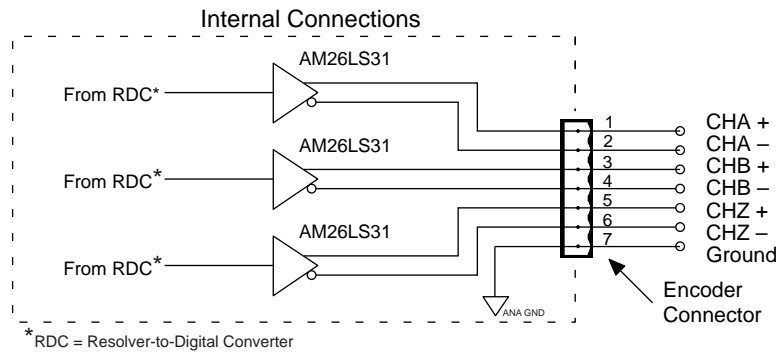 Internal Connections
AM26LS31
From RDC*
AM26LS31
From RDC*
AM26LS31
From RDC*
1 CHA +
2 CHA –
3 CHB +
4 CHB –
5 CHZ +
6 CHZ –
7 Ground
ANA GND
Encoder
Connector
*RDC = Resolver-to-Digital Converter